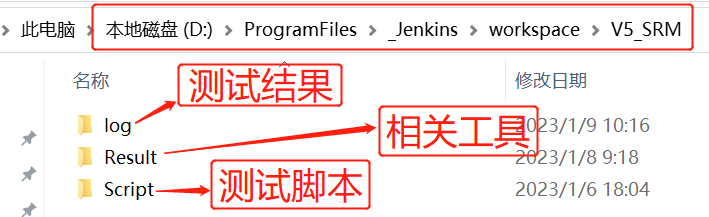 此电脑 > 本地磁盘 (D:) > ProgramFiles > _Jenkins > workspace > V5_SRM
名称 修改日期
测试结果
log 2023/1/9 10:16
相关工具
Result 2023/1/8 9:18
测试脚本
Script 2023/1/6 18:04